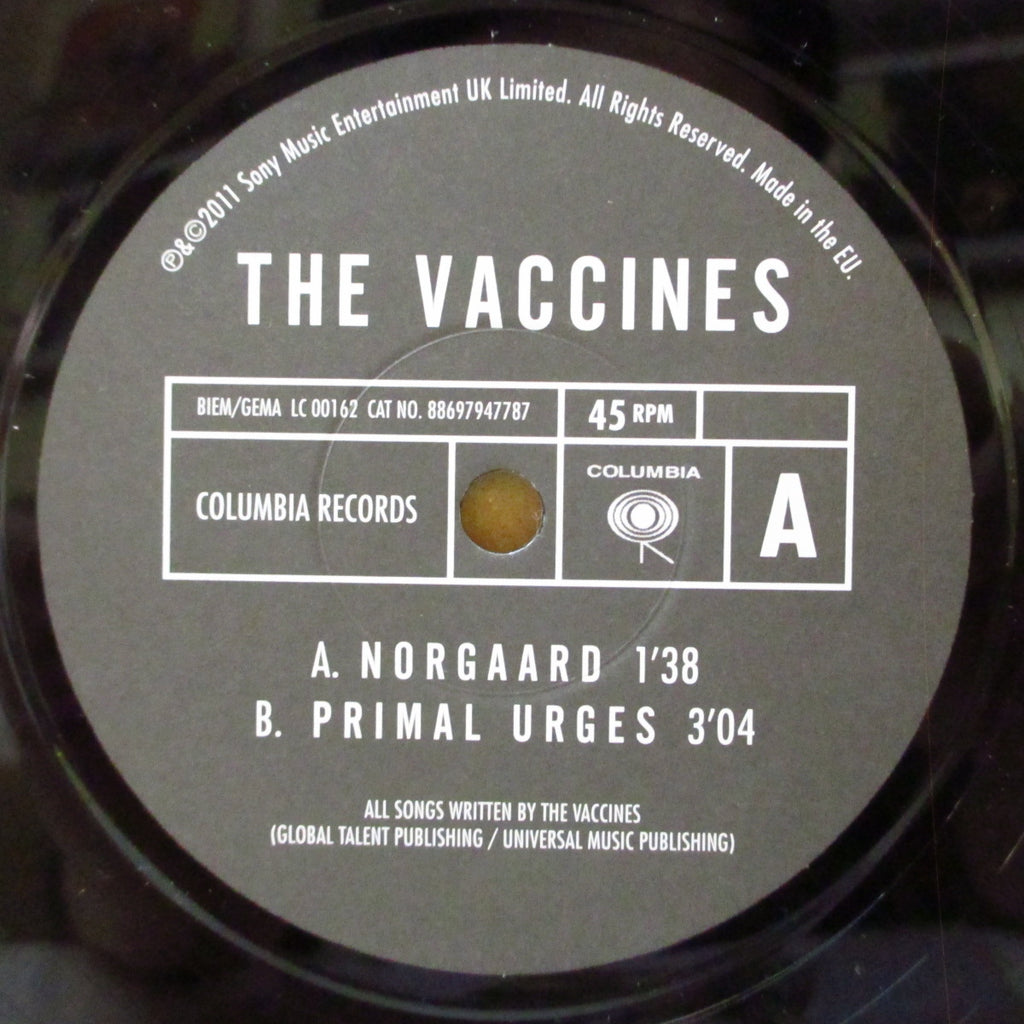 ℗&©2011 Sony Music Entertainment UK Limited. All Rights Reserved. Made in the EU.
THE VACCINES
BIEM/GEMA LC 00162 CAT NO. 88697947787
45 RPM
COLUMBIA RECORDS
COLUMBIA
A
A. NORGAARD 1'38
B. PRIMAL URGES 3'04
ALL SONGS WRITTEN BY THE VACCINES
(GLOBAL TALENT PUBLISHING / UNIVERSAL MUSIC PUBLISHING)